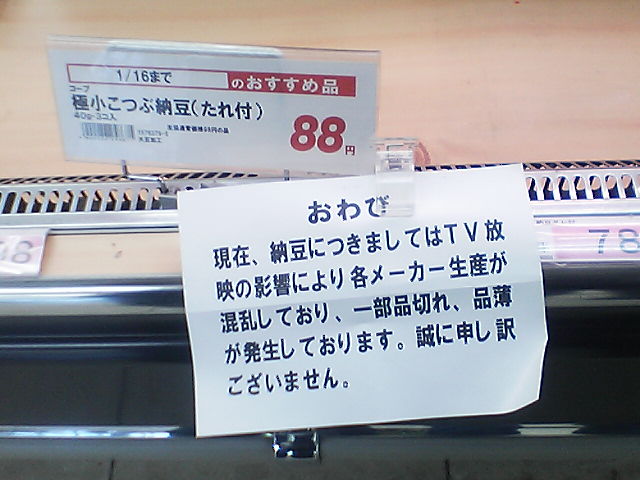 1/16まで のおすすめ品
コープ
極小こつぶ納豆(たれ付)
40g·3コ入
88円
おわび
現在、納豆につきましてはTV放
映の影響により各メーカー生産が
混乱しており、一部品切れ、品薄
が発生しております。誠に申し訳
ございません。
48
78